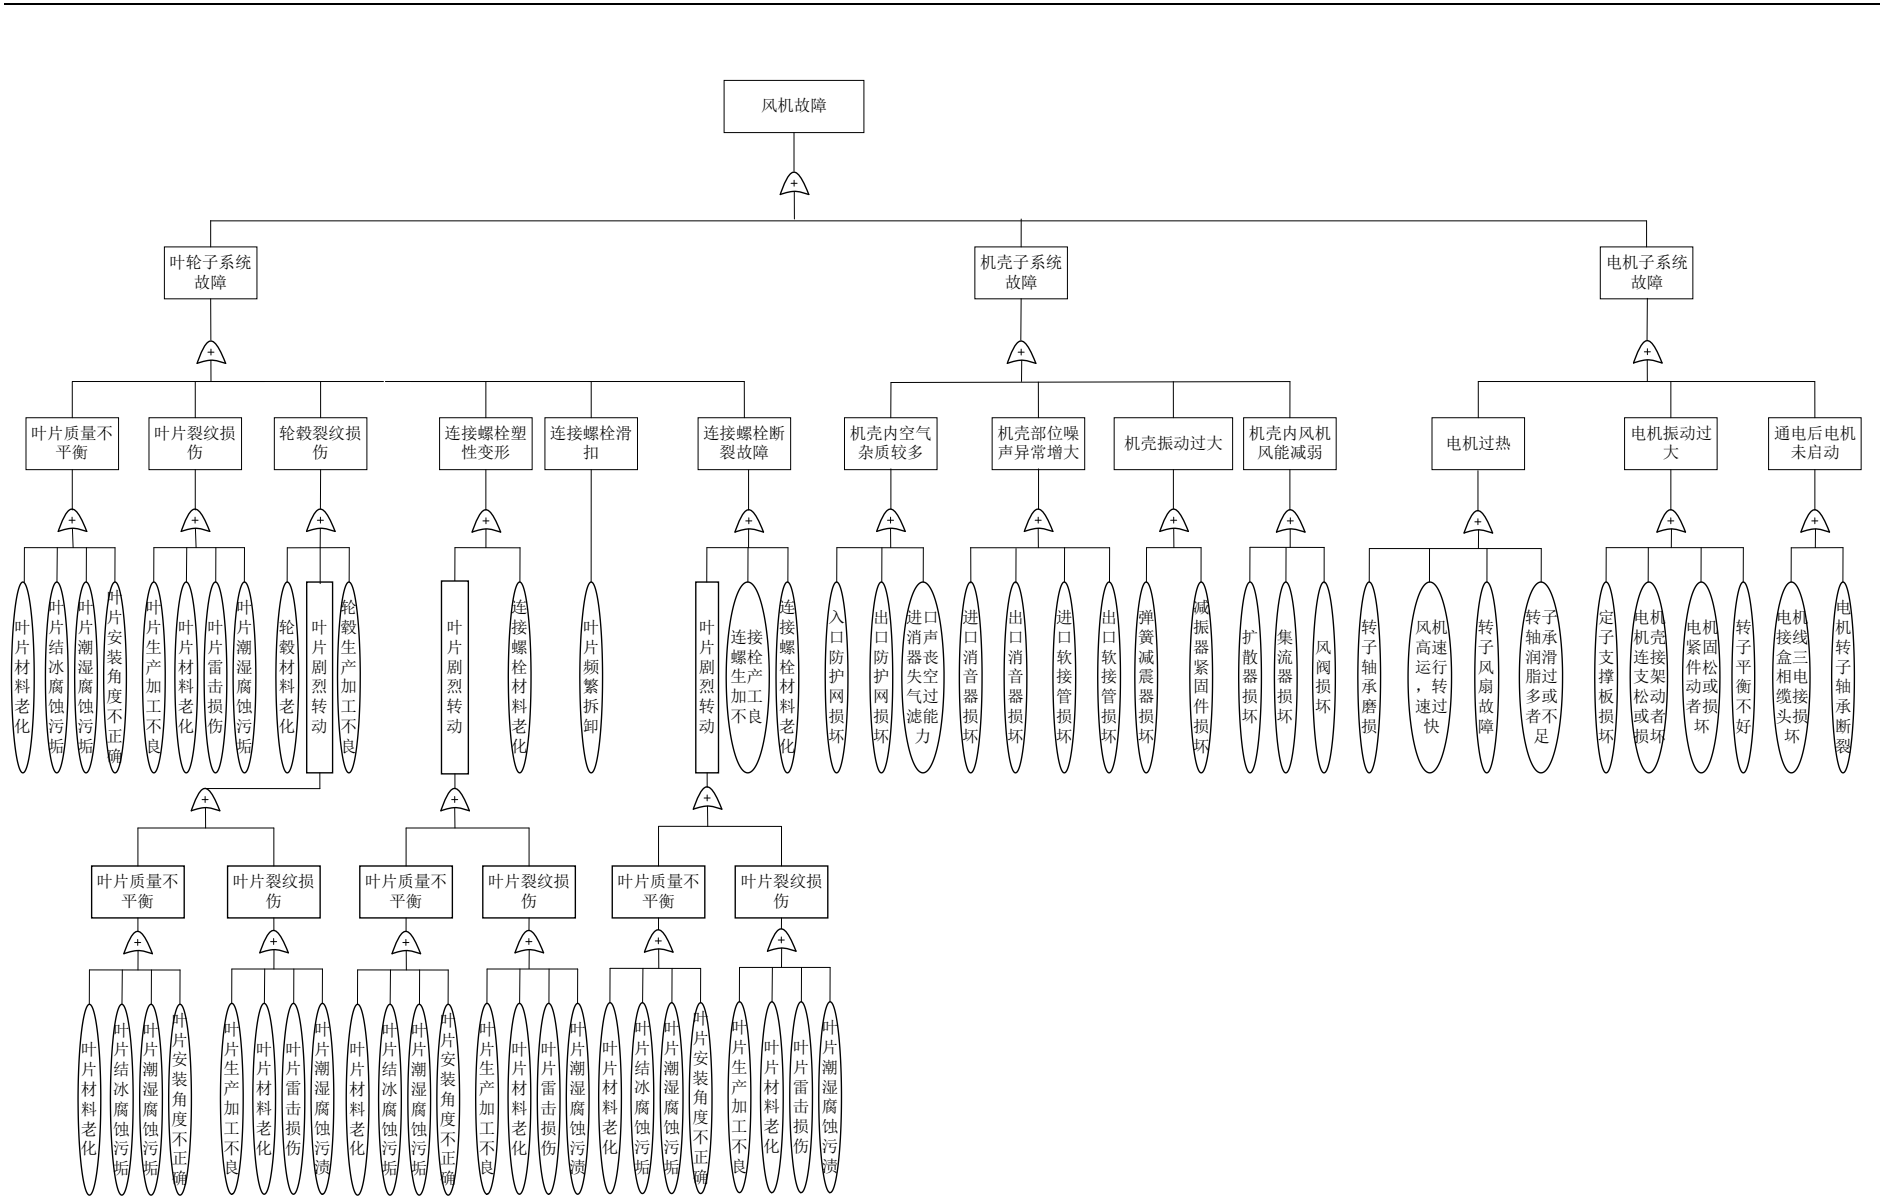 风机故障
叶轮子系统
故障
机壳子系统
故障
电机子系统
故障
叶片质量不
平衡
叶片裂纹损
伤
轮毂裂纹损
伤
连接螺栓塑
性变形
连接螺栓滑
扣
连接螺栓断
裂故障
机壳内空气
杂质较多
机壳部位噪
声异常增大
机壳振动过大
机壳内风机
风能减弱
电机过热
电机振动过
大
通电后电机
未启动
叶片材料老化
叶片结冰腐蚀污垢
叶片潮湿腐蚀污垢
叶片安装角度不正确
叶片生产加工不良
叶片材料老化
叶片雷击损伤
叶片潮湿腐蚀污垢
轮毂材料老化
叶片剧烈转动
轮毂生产加工不良
叶片剧烈转动
连接螺栓材料老化
叶片频繁拆卸
叶片剧烈转动
连接
螺栓
生产
加工
不良
连接螺栓材料老化
入口防护网损坏
出口防护网损坏
进口
消声
器丧
失空
气过
滤能
力
进口消音器损坏
出口消音器损坏
进口软接管损坏
出口软接管损坏
弹簧减震器损坏
减振器紧固件损坏
扩散器损坏
集流器损坏
风阀损坏
转子轴承磨损
风机
高速
运行
，转
速过
快
转子风扇故障
转子
轴承
润滑
脂过
多或
者不
足
定子支撑板损坏
电机
机壳
连接
支架
松动
或者
损坏
电机
紧固
件松
动或
者损
坏
转子平衡不好
电机
接线
盒三
相电
缆接
头损
坏
电机转子轴承断裂
叶片质量不
平衡
叶片裂纹损
伤
叶片质量不
平衡
叶片裂纹损
伤
叶片质量不
平衡
叶片裂纹损
伤
叶片材料老化
叶片结冰腐蚀污垢
叶片潮湿腐蚀污垢
叶片安装角度不正确
叶片生产加工不良
叶片材料老化
叶片雷击损伤
叶片潮湿腐蚀污渍
叶片材料老化
叶片结冰腐蚀污垢
叶片潮湿腐蚀污垢
叶片安装角度不正确
叶片生产加工不良
叶片材料老化
叶片雷击损伤
叶片潮湿腐蚀污渍
叶片材料老化
叶片结冰腐蚀污垢
叶片潮湿腐蚀污垢
叶片安装角度不正确
叶片生产加工不良
叶片材料老化
叶片雷击损伤
叶片潮湿腐蚀污渍